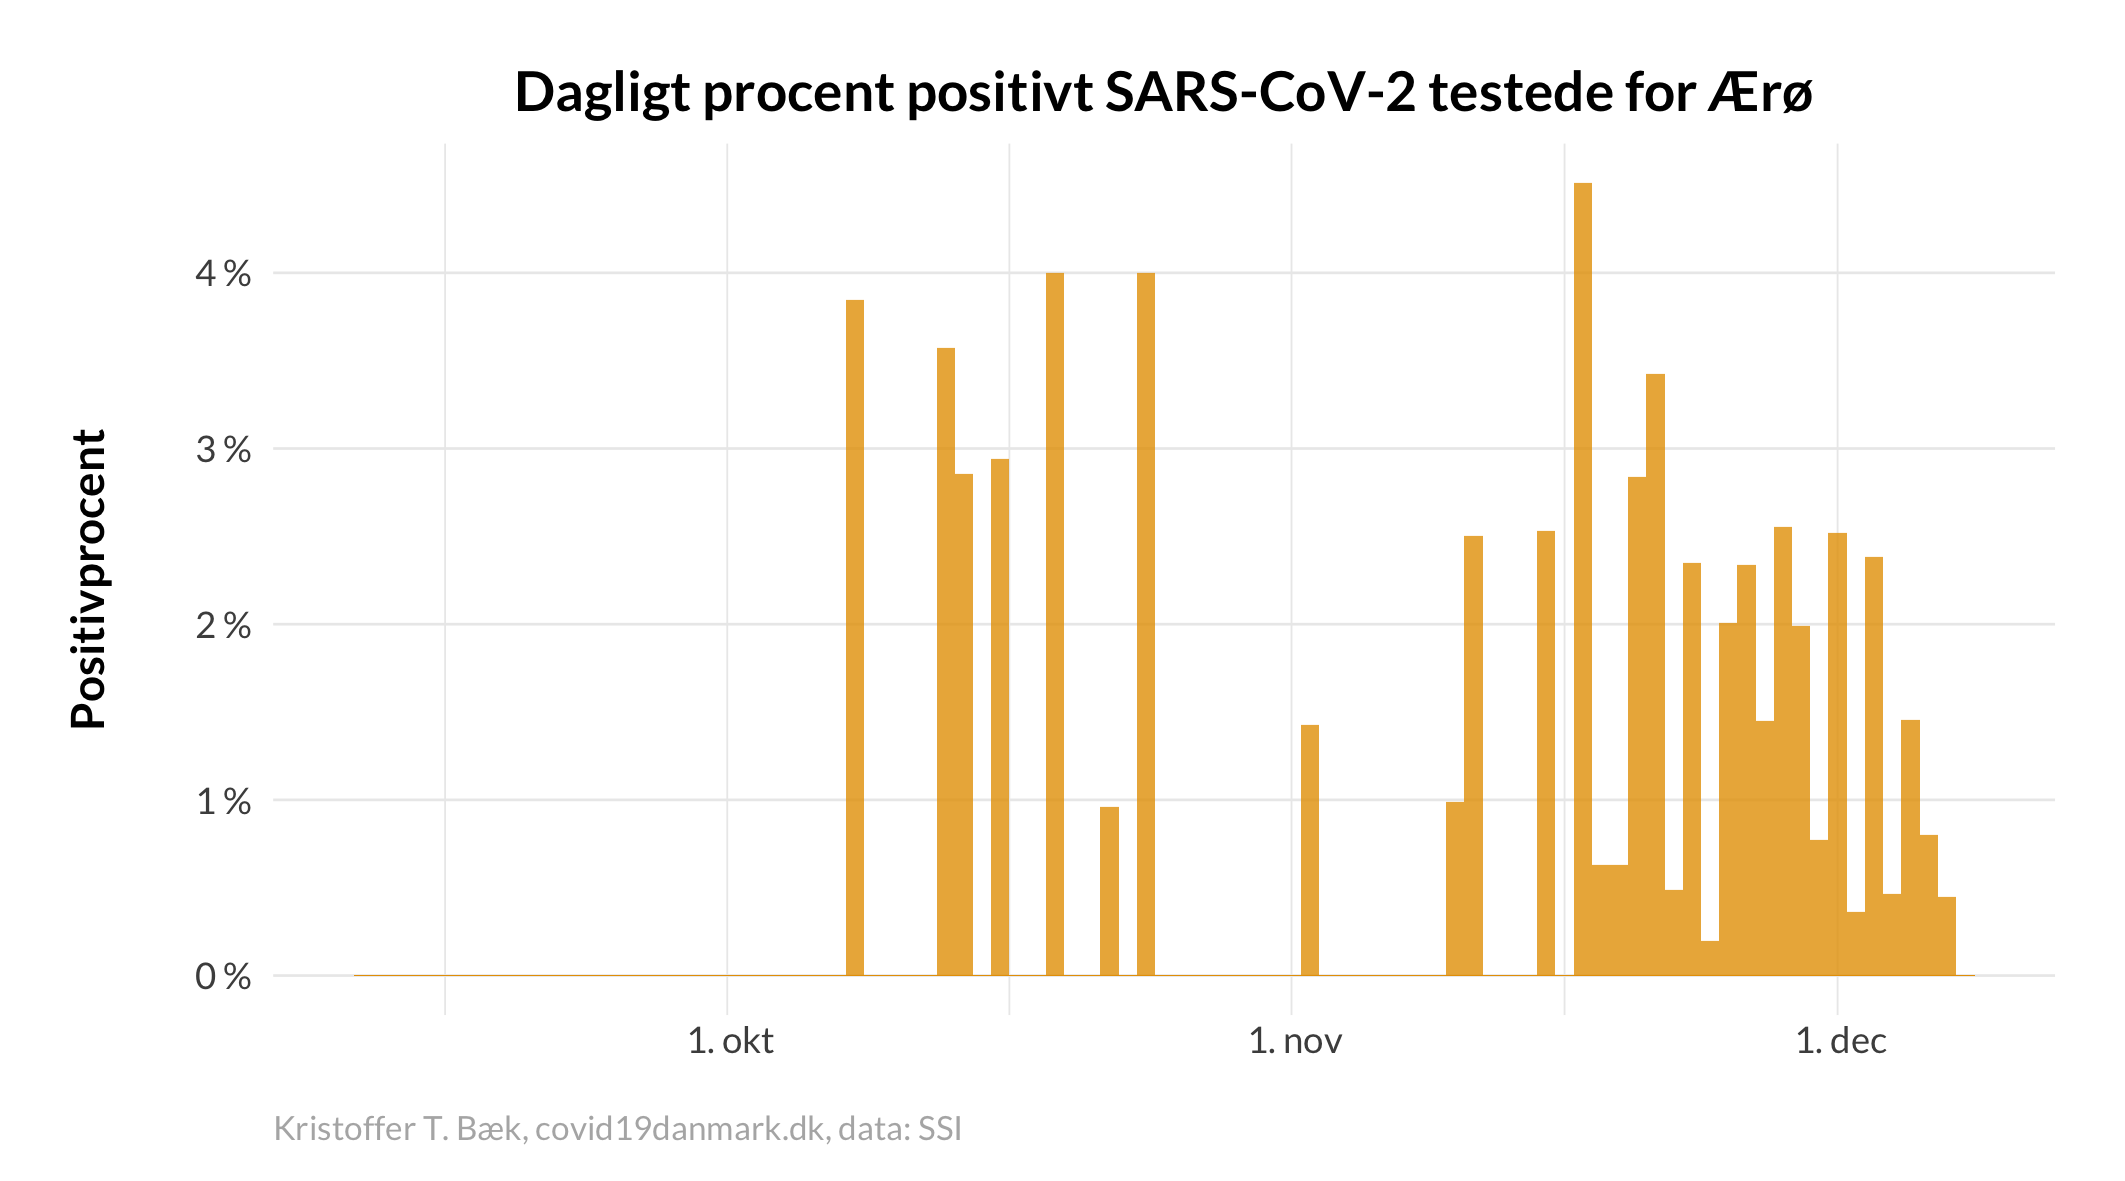 Dagligt procent positivt SARS-CoV-2 testede for Ærø
Positivprocent
4 %
3 %
2 %
1 %
0 %
1. okt
1. nov
1. dec
Kristoffer T. Bæk, covid19danmark.dk, data: SSI